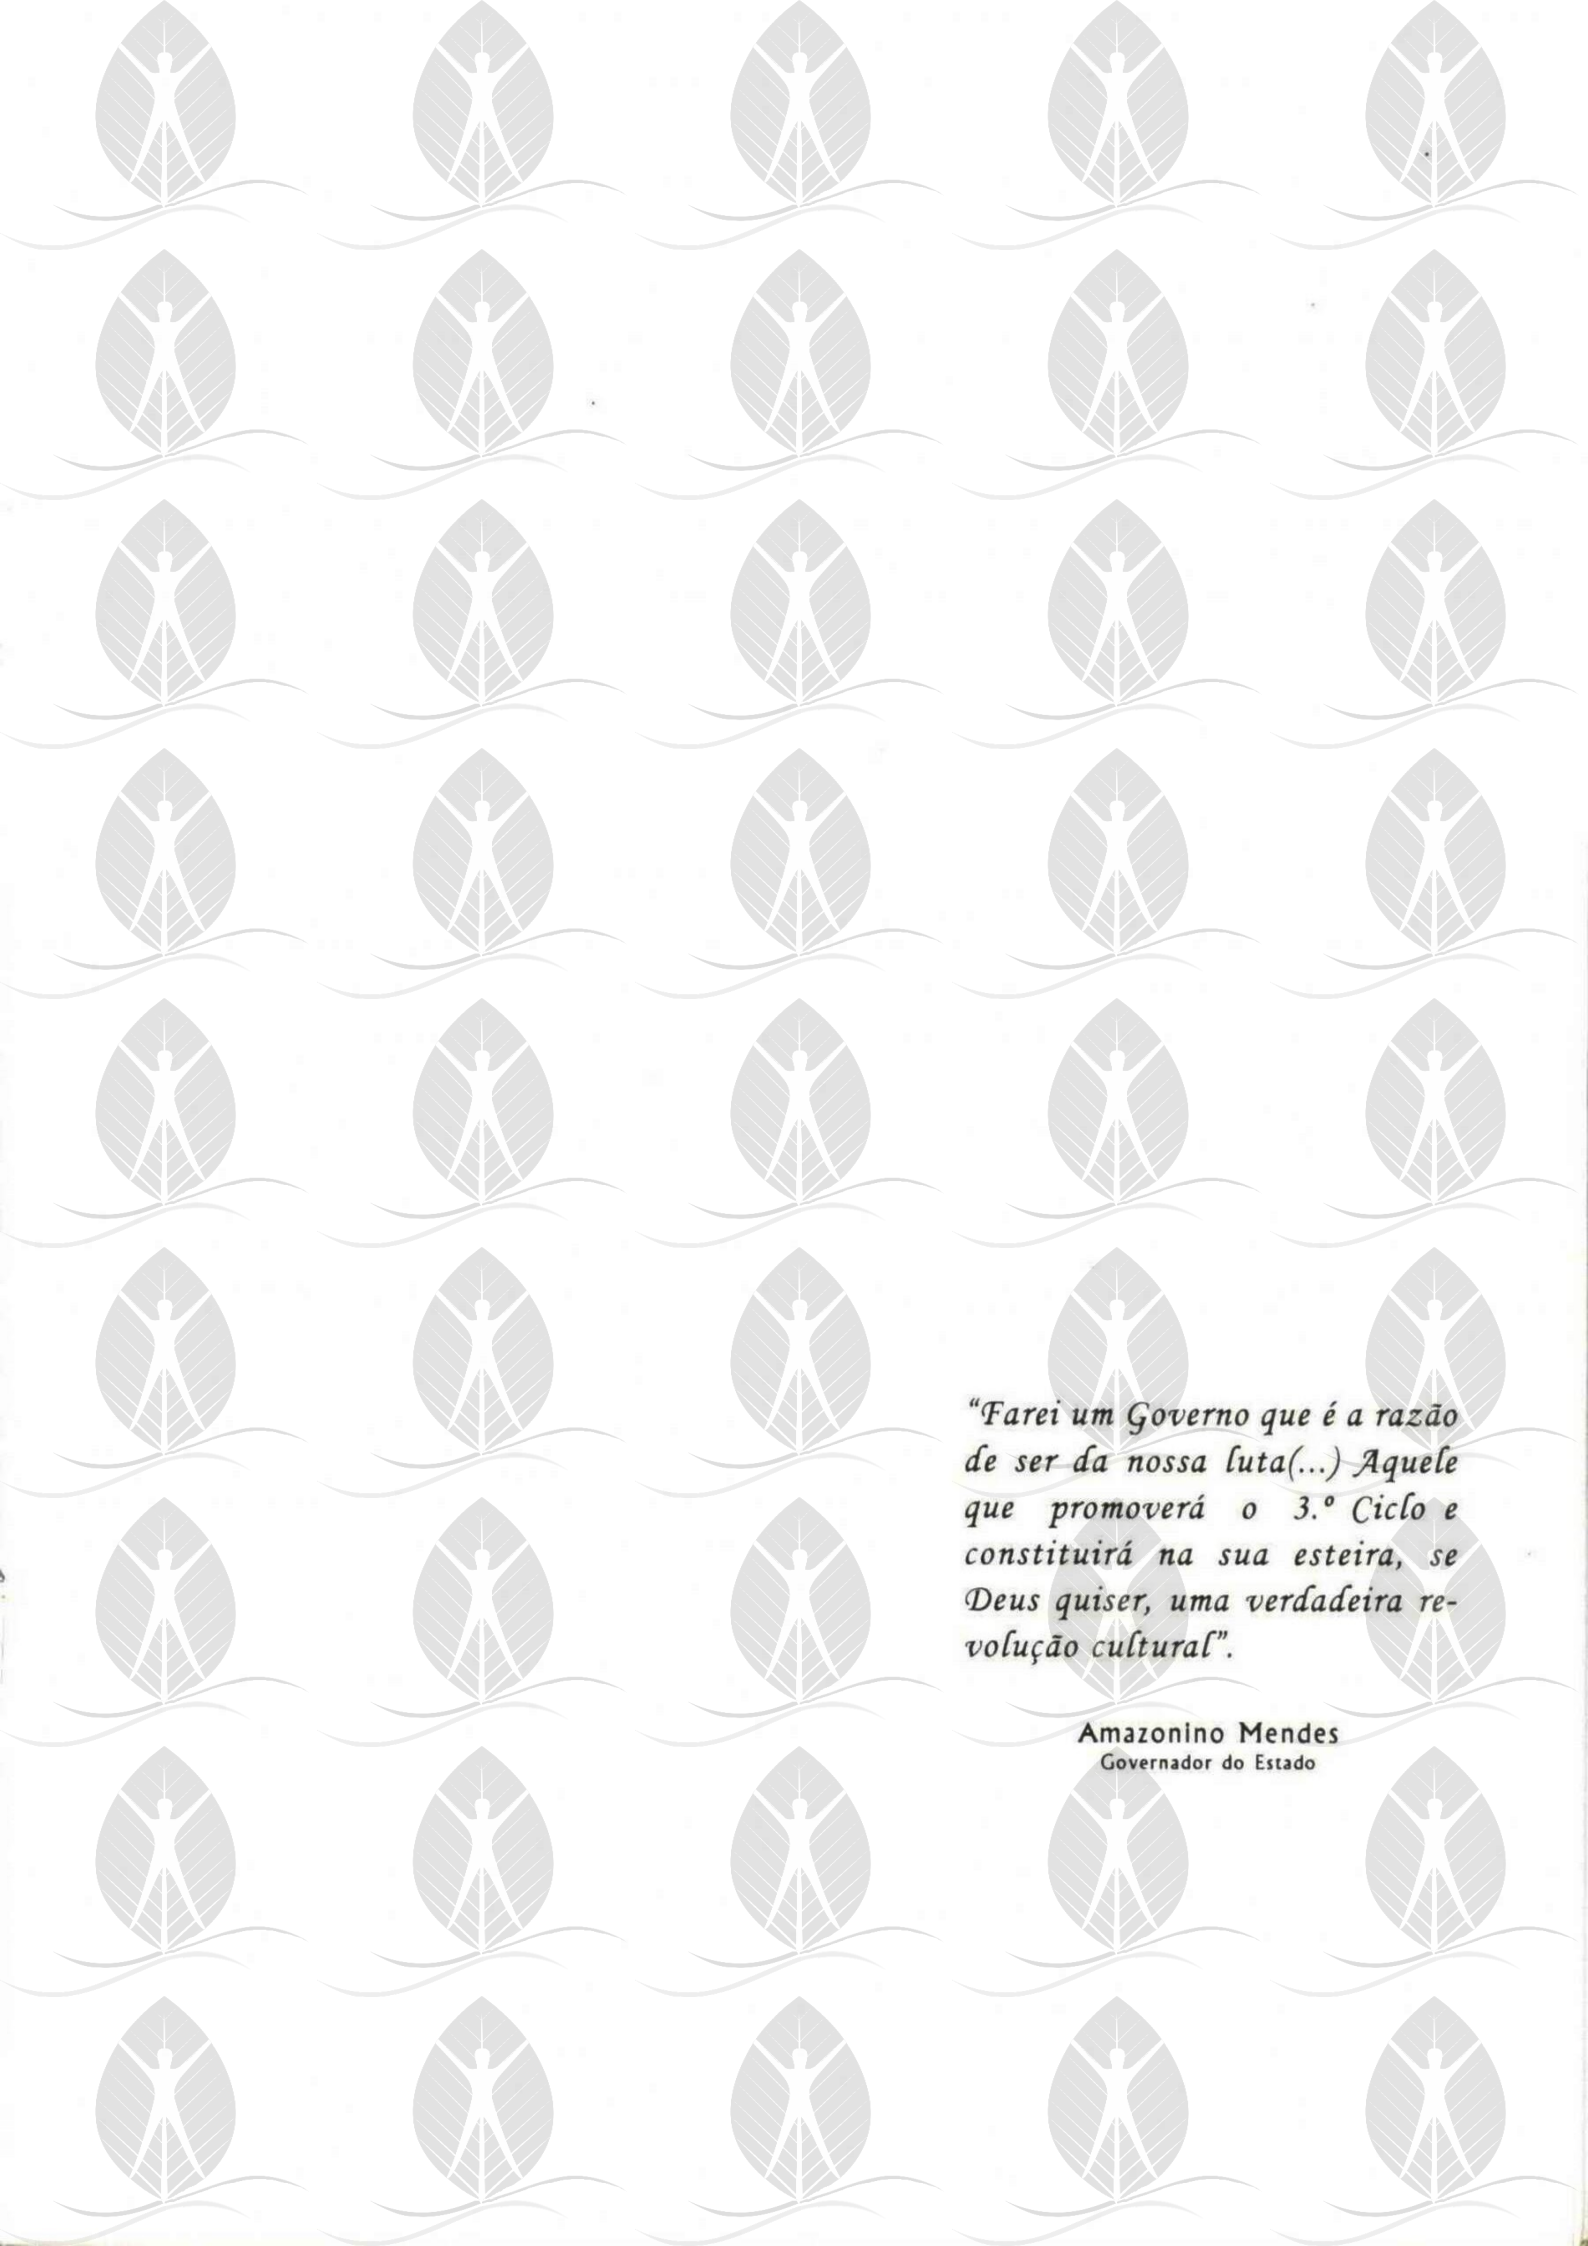 “Farei um Governo que é a razão
de ser da nossa luta(...) Aquele
que promoverá o 3.º Ciclo e
constituirá na sua esteira, se
Deus quiser, uma verdadeira re-
volução cultural”.
Amazonino Mendes
Governador do Estado